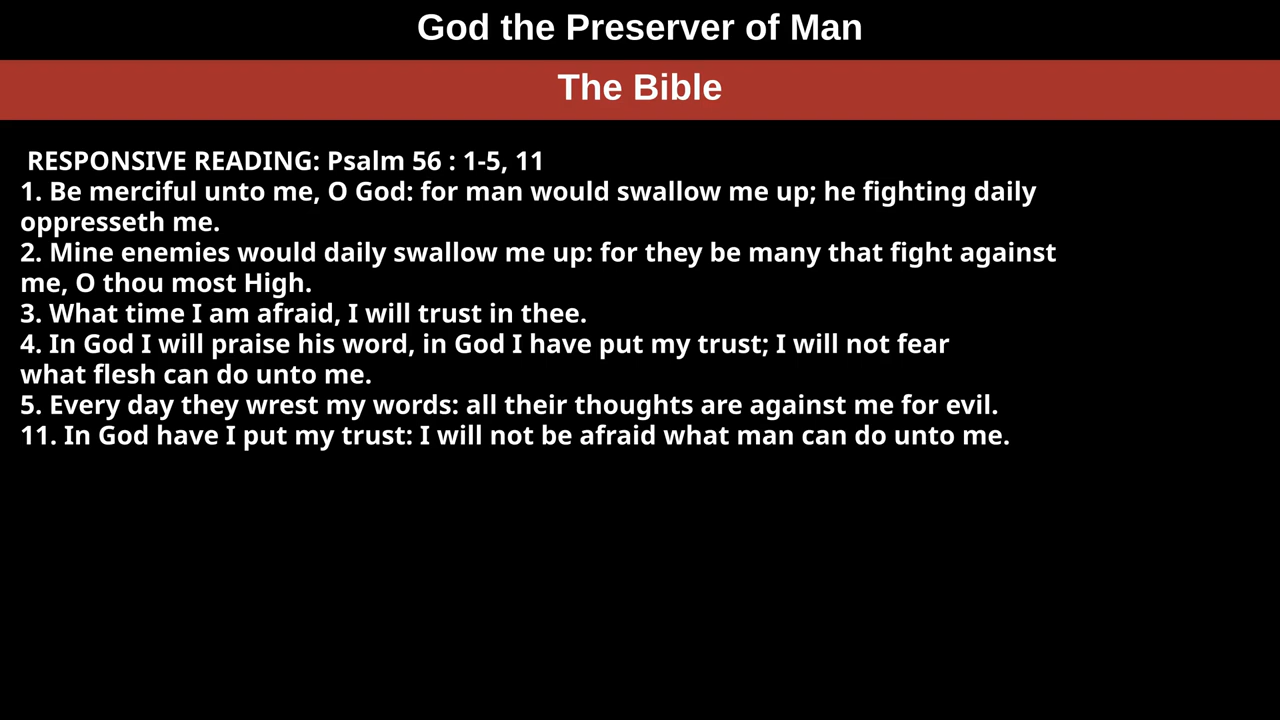 God the Preserver of Man
The Bible
RESPONSIVE READING: Psalm 56 : 1-5, 11
1. Be merciful unto me, O God: for man would swallow me up; he fighting daily
oppresseth me.
2. Mine enemies would daily swallow me up: for they be many that fight against
me, O thou most High.
3. What time I am afraid, I will trust in thee.
4. In God I will praise his word, in God I have put my trust; I will not fear
what flesh can do unto me.
5. Every day they wrest my words: all their thoughts are against me for evil.
11. In God have I put my trust: I will not be afraid what man can do unto me.